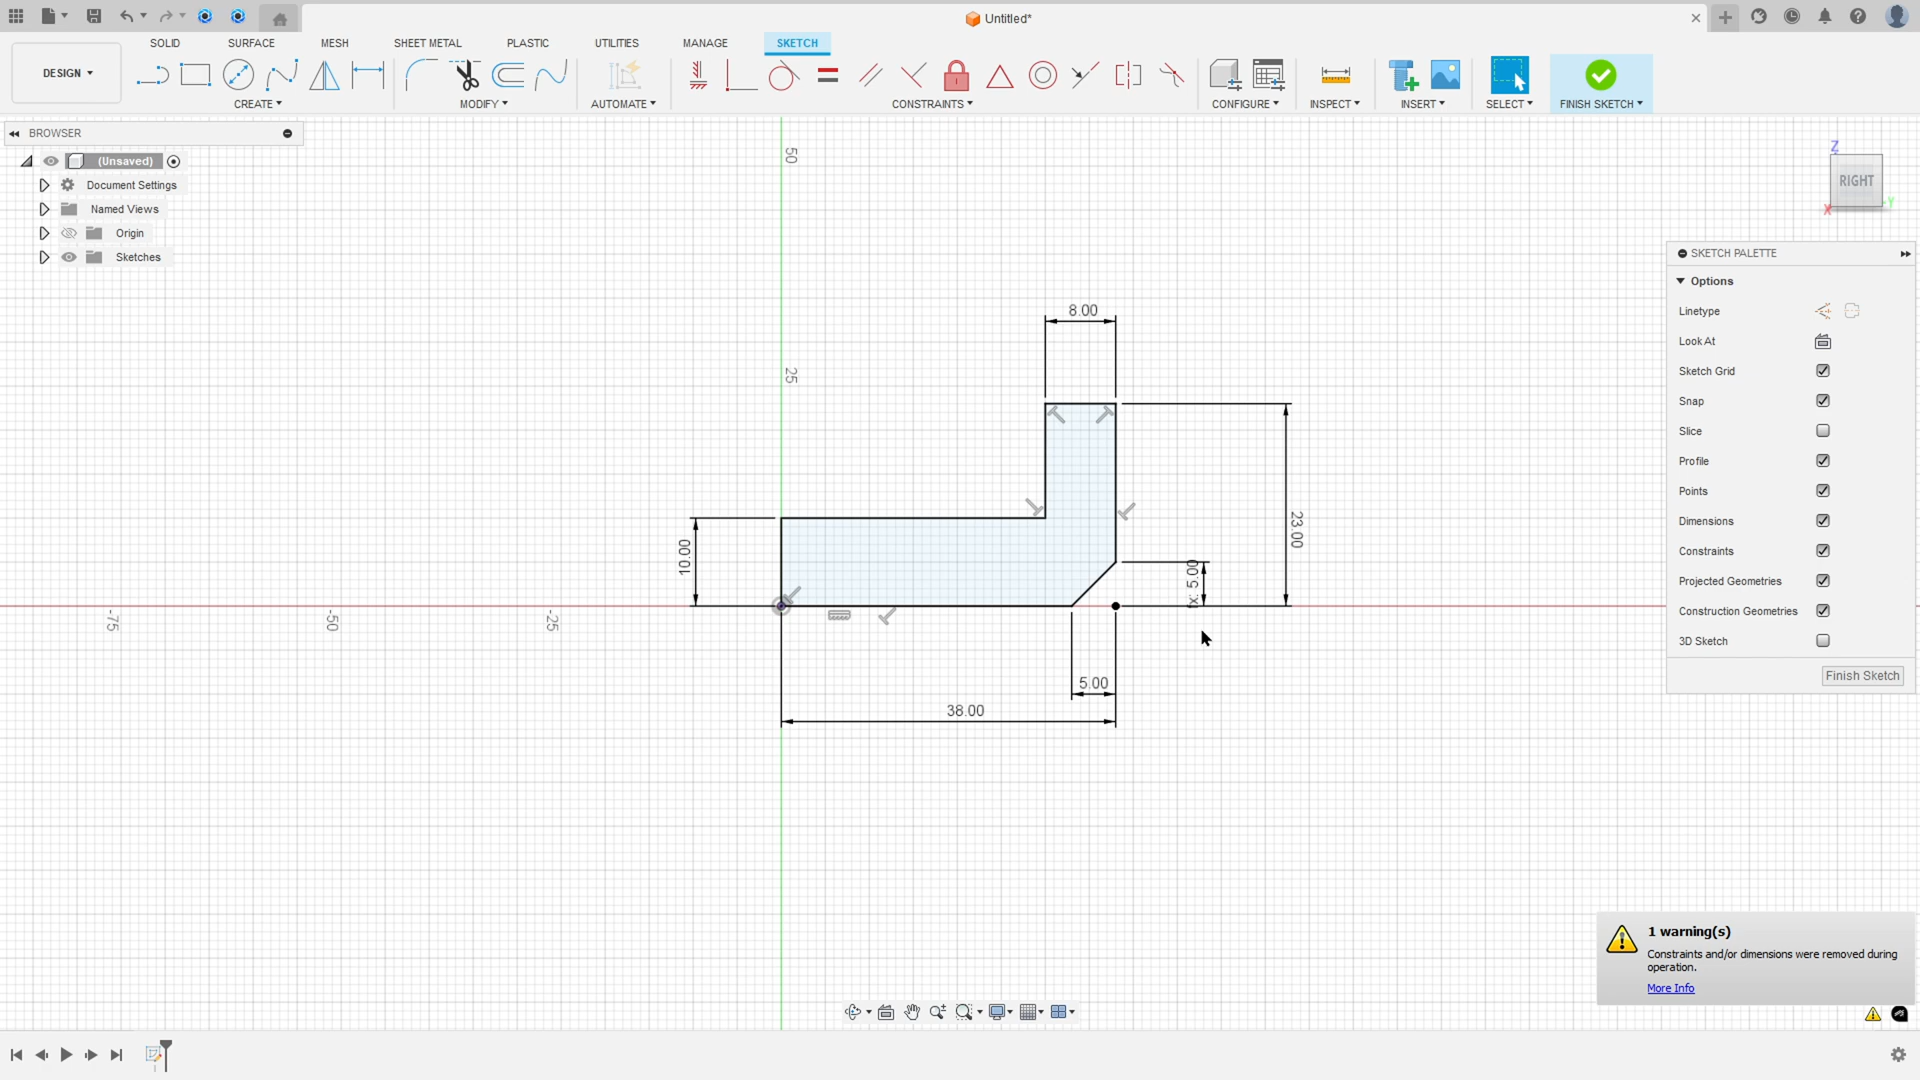 Untitled*
SOLID
SURFACE
MESH
SHEET METAL
PLASTIC
UTILITIES
MANAGE
SKETCH
DESIGN
CREATE
MODIFY
AUTOMATE
CONSTRAINTS
CONFIGURE
INSPECT
INSERT
SELECT
FINISH SKETCH
BROWSER
(Unsaved)
Document Settings
Named Views
Origin
Sketches
50
25
-75
-50
-25
8.00
10.00
23.00
fx: 5.00
5.00
38.00
Z
RIGHT
X
Y
SKETCH PALETTE
Options
Linetype
Look At
Sketch Grid
Snap
Slice
Profile
Points
Dimensions
Constraints
Projected Geometries
Construction Geometries
3D Sketch
Finish Sketch
1 warning(s)
Constraints and/or dimensions were removed during
operation.
More Info